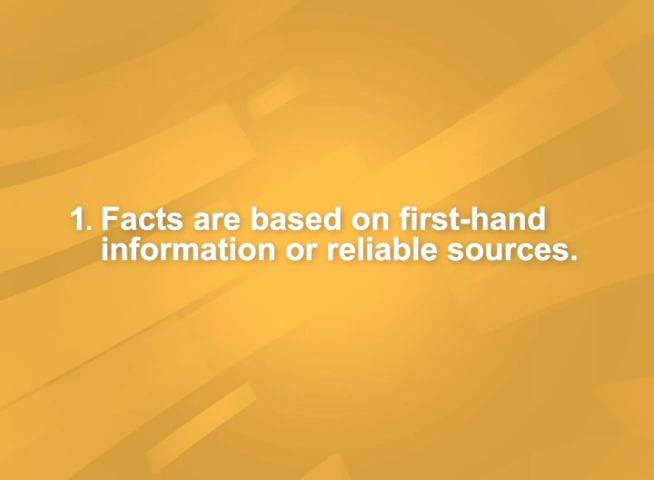 1. Facts are based on first-hand
information or reliable sources.